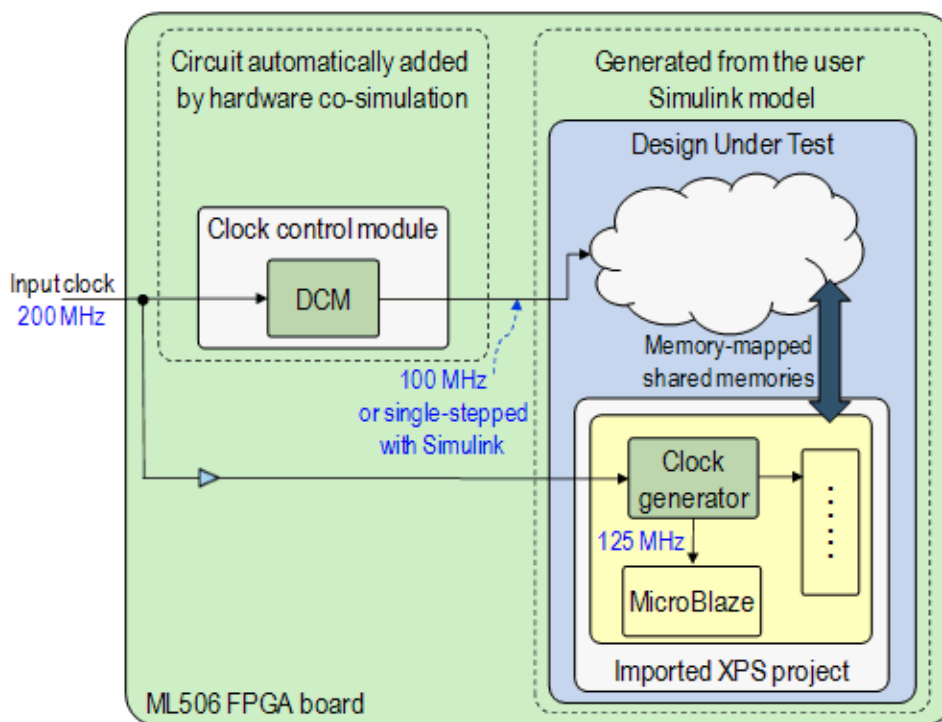 Circuit automatically added
by hardware co-simulation
Generated from the user
Simulink model
Design Under Test
Clock control module
DCM
Input clock
200 MHz
100 MHz
or single-stepped
with Simulink
Memory-mapped
shared memories
Clock
generator
125 MHz
MicroBlaze
Imported XPS project
ML506 FPGA board